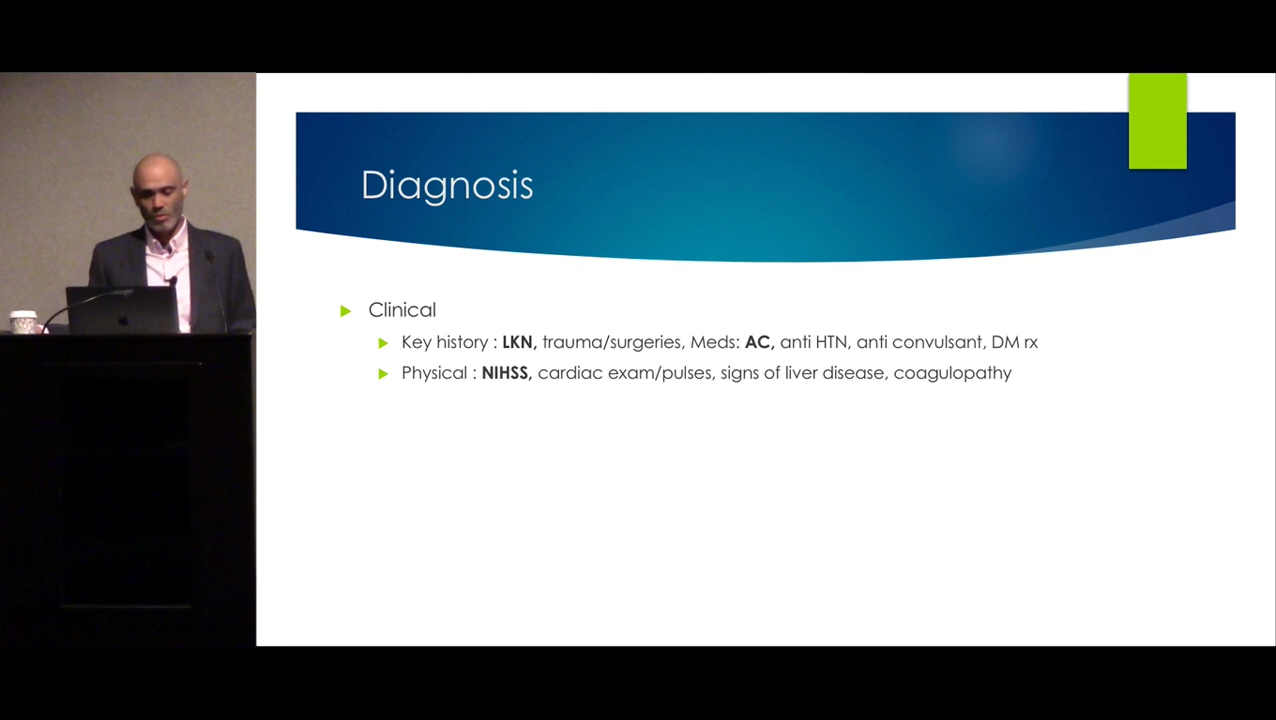 Diagnosis
Clinical
Key history : LKN, trauma/surgeries, Meds: AC, anti HTN, anti convulsant, DM rx
Physical : NIHSS, cardiac exam/pulses, signs of liver disease, coagulopathy